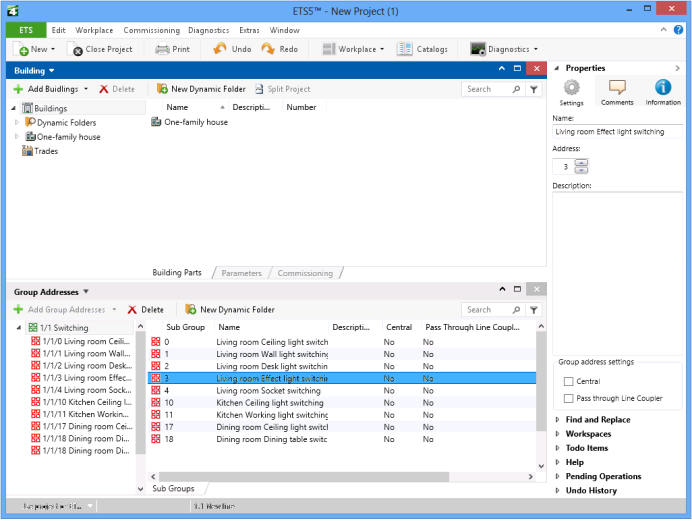 ETS5™ - New Project (1)
ETS Edit Workplace Commissioning Diagnostics Extras Window
New Close Project Print Undo Redo Workplace Catalogs Diagnostics
Building
Add Buidlings Delete New Dynamic Folder Split Project Search
Buildings
Dynamic Folders
One-family house
Trades
Name Descripti... Number
One-family house
Building Parts Parameters Commissioning
Group Addresses
Add Group Addresses Delete New Dynamic Folder Search
1/1 Switching
1/1/0 Living room Ceili...
1/1/1 Living room Wall...
1/1/2 Living room Desk...
1/1/3 Living room Effec...
1/1/4 Living room Sock...
1/1/10 Kitchen Ceiling l...
1/1/11 Kitchen Workin...
1/1/17 Dining room Cei...
1/1/18 Dining room Di...
1/1/18 Dining room Di...
Sub Group Name Descripti... Central Pass Through Line Coupl...
0 Living room Ceiling light switch No No
1 Living room Wall light switching No No
2 Living room Desk light switching No No
3 Living room Effect light switchin No No
4 Living room Socket switching No No
10 Kitchen Ceiling light switching No No
11 Kitchen Working light switching No No
17 Dining room Ceiling light switcl No No
18 Dining room Dining table switc No No
Sub Groups
Properties
Settings Comments Information
Name:
Living room Effect light switching
Address:
3
Description:
Group address settings
Central
Pass through Line Coupler
Find and Replace
Workspaces
Todo Items
Help
Pending Operations
Undo History
1.1 New line